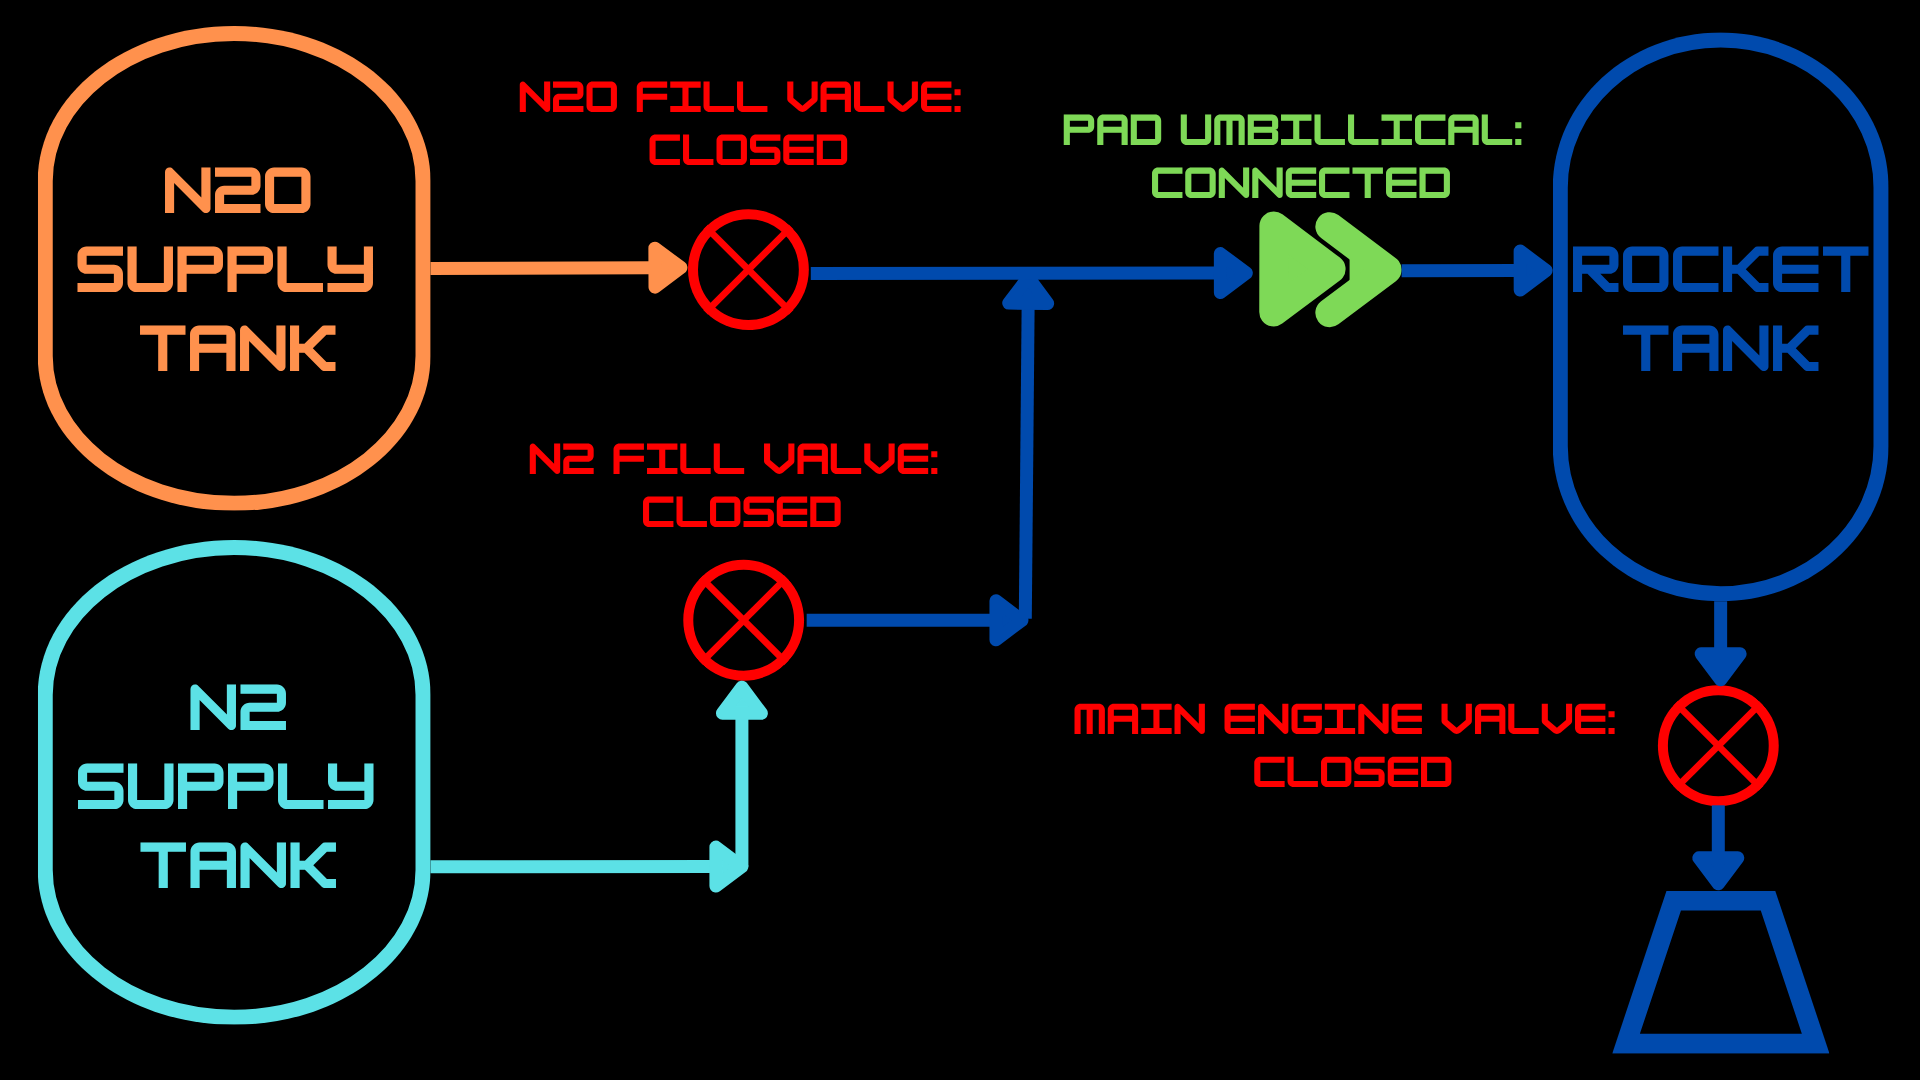 N2O FILL VALVE:
CLOSED
PAD UMBILLICAL:
CONNECTED
N2O
SUPPLY
TANK
ROCKET
TANK
N2 FILL VALVE:
CLOSED
N2
SUPPLY
TANK
MAIN ENGINE VALVE:
CLOSED